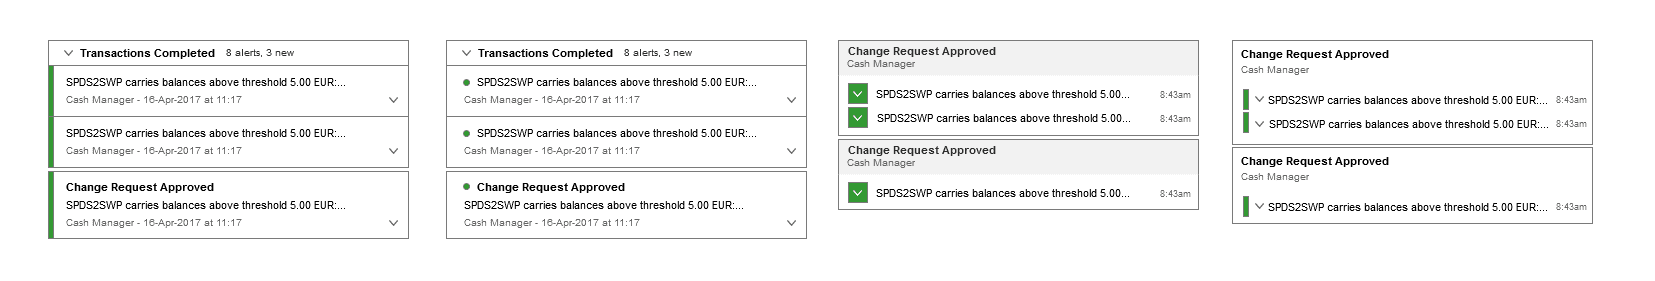 Transactions Completed 8 alerts, 3 new
SPDS2SWP carries balances above threshold 5.00 EUR:...
Cash Manager - 16-Apr-2017 at 11:17
SPDS2SWP carries balances above threshold 5.00 EUR:...
Cash Manager - 16-Apr-2017 at 11:17
Change Request Approved
SPDS2SWP carries balances above threshold 5.00 EUR:...
Cash Manager - 16-Apr-2017 at 11:17
Transactions Completed 8 alerts, 3 new
SPDS2SWP carries balances above threshold 5.00 EUR:...
Cash Manager - 16-Apr-2017 at 11:17
SPDS2SWP carries balances above threshold 5.00 EUR:...
Cash Manager - 16-Apr-2017 at 11:17
Change Request Approved
SPDS2SWP carries balances above threshold 5.00 EUR:...
Cash Manager - 16-Apr-2017 at 11:17
Change Request Approved
Cash Manager
SPDS2SWP carries balances above threshold 5.00... 8:43am
SPDS2SWP carries balances above threshold 5.00... 8:43am
Change Request Approved
Cash Manager
SPDS2SWP carries balances above threshold 5.00... 8:43am
Change Request Approved
Cash Manager
SPDS2SWP carries balances above threshold 5.00 EUR:... 8:43am
SPDS2SWP carries balances above threshold 5.00 EUR:... 8:43am
Change Request Approved
Cash Manager
SPDS2SWP carries balances above threshold 5.00 EUR:... 8:43am